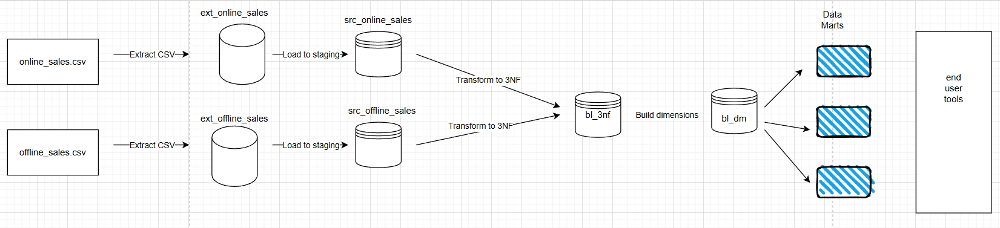 ext_online_sales
src_online_sales
Data
Marts
online_sales.csv
Extract CSV
Load to staging
Transform to 3NF
end
user
tools
ext_offline_sales
src_offline_sales
bl_3nf
Build dimensions
bl_dm
Transform to 3NF
offline_sales.csv
Extract CSV
Load to staging